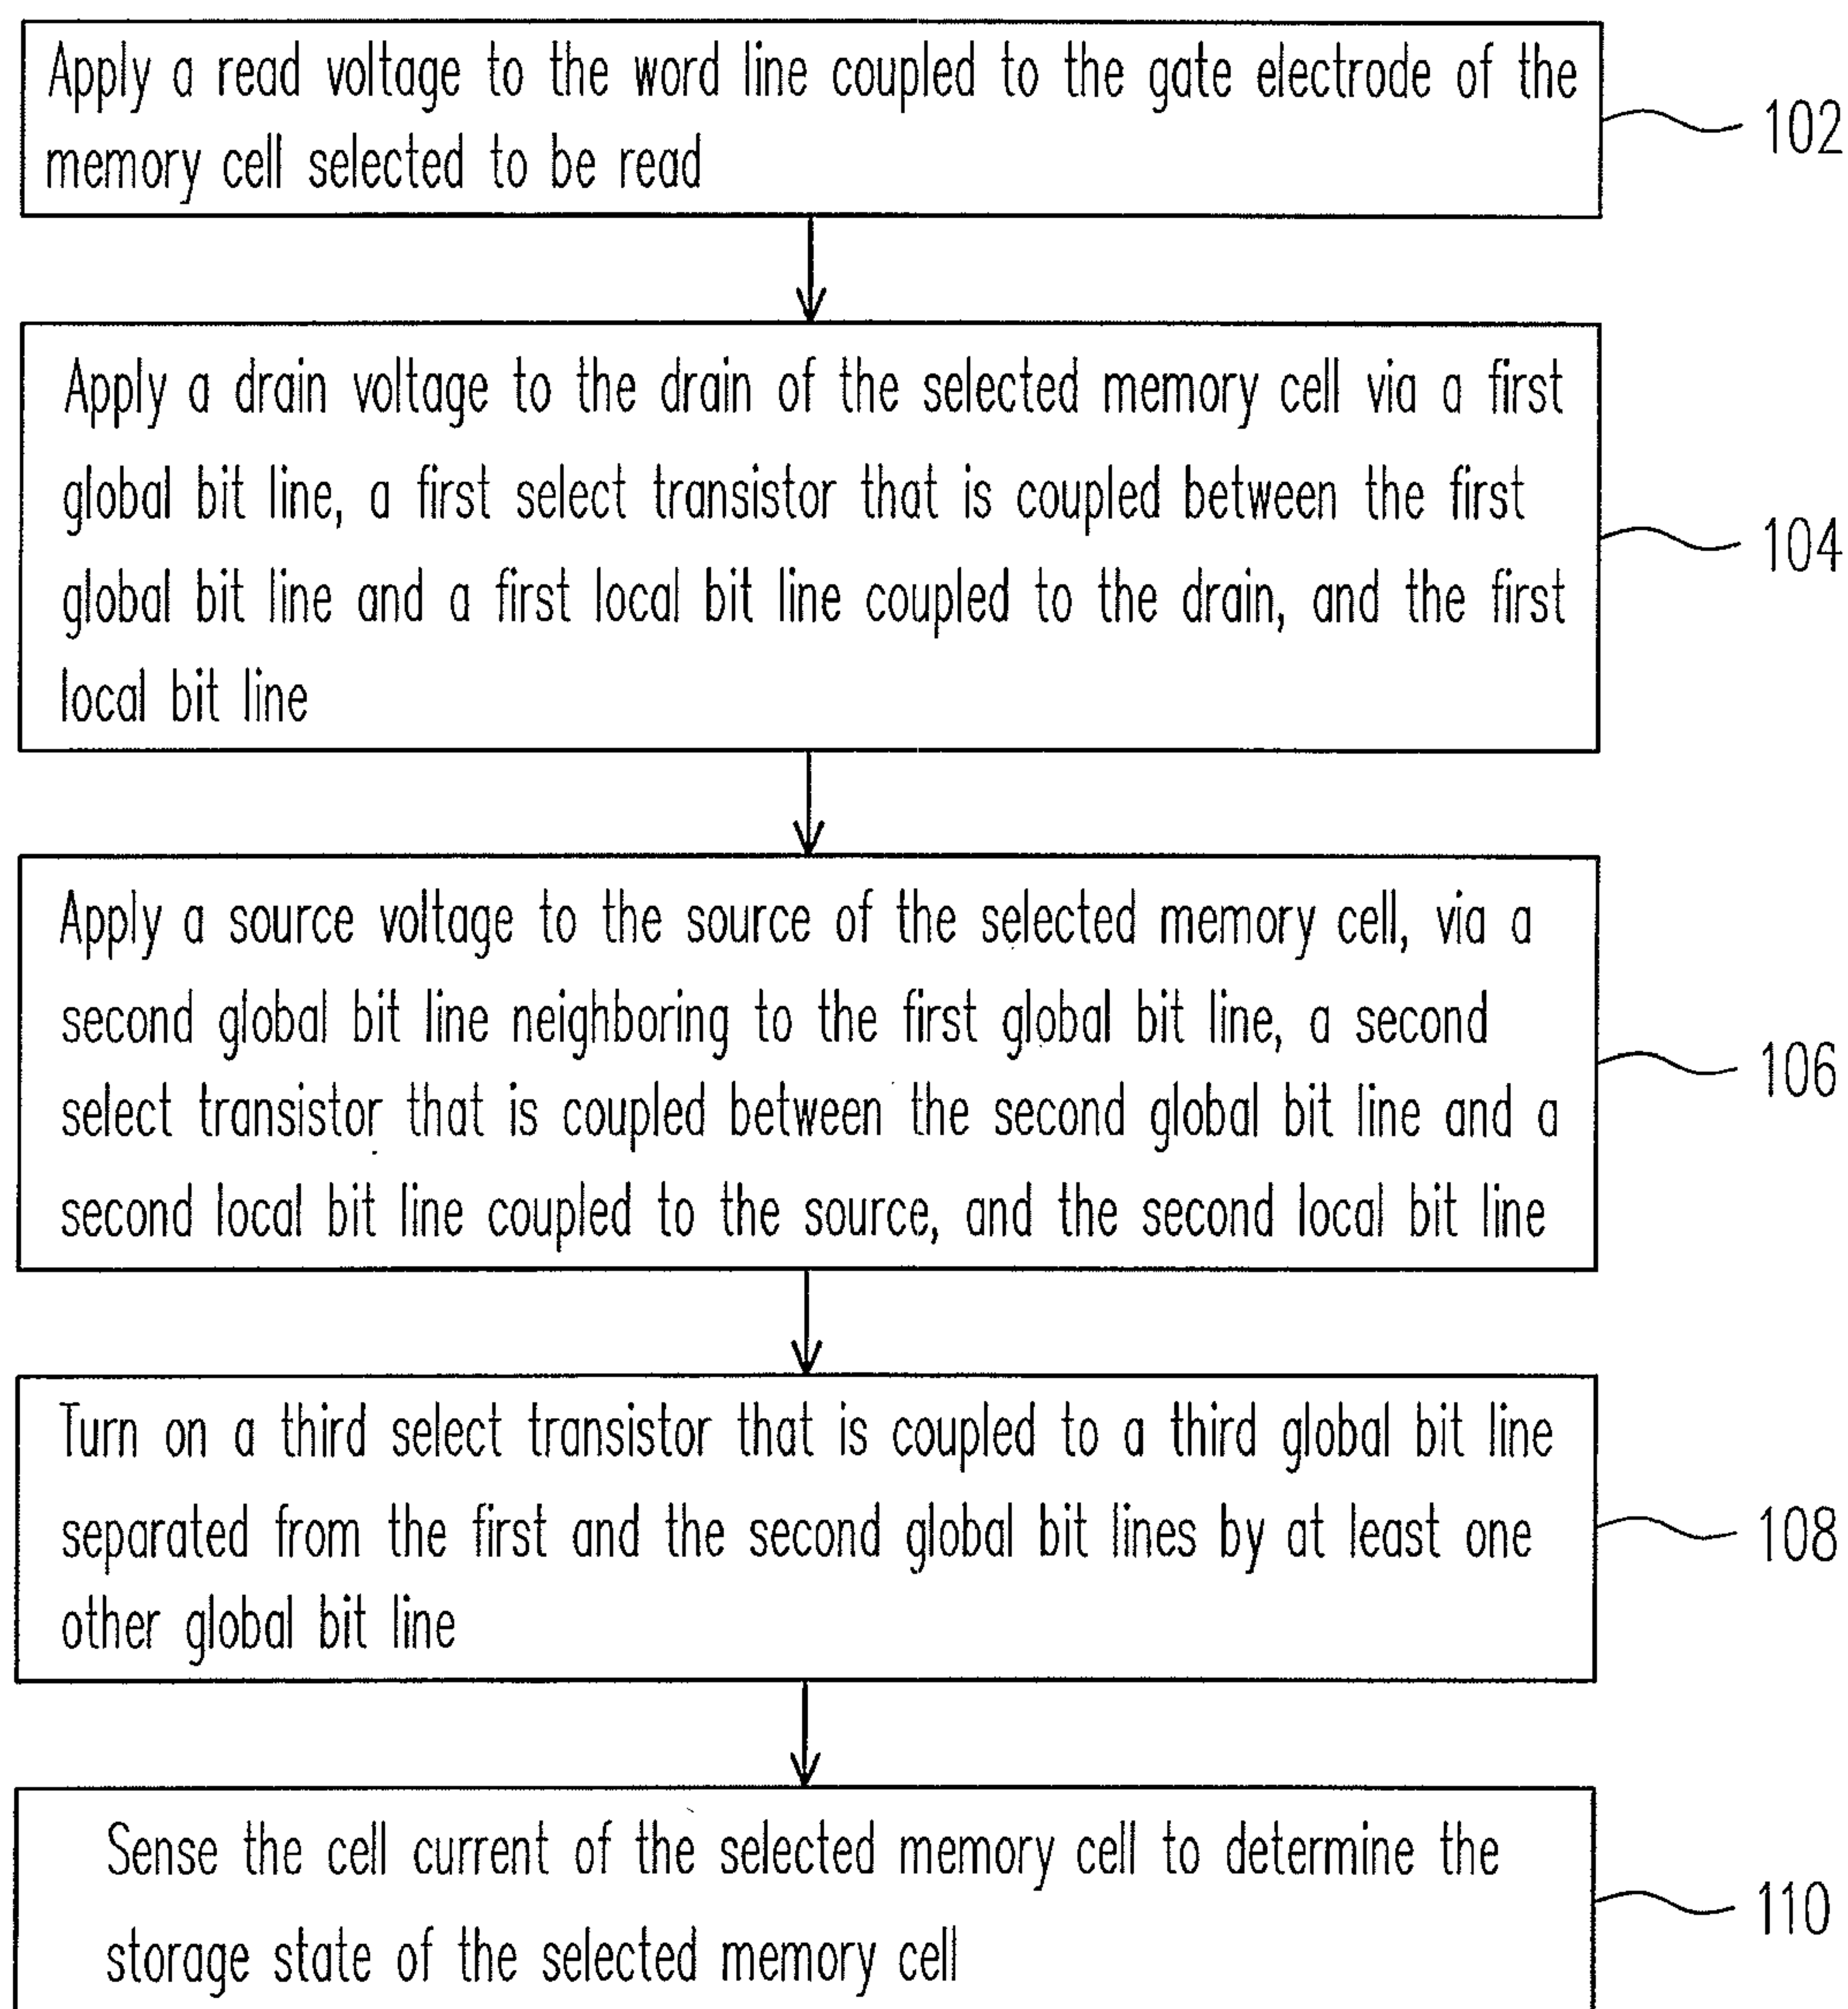 Apply a read voltage to the word line coupled to the gate electrode of the
memory cell selected to be read
102
Apply a drain voltage to the drain of the selected memory cell via a first
global bit line, a first select transistor that is coupled between the first
global bit line and a first local bit line coupled to the drain, and the first
local bit line
104
Apply a source voltage to the source of the selected memory cell, via a
second global bit line neighboring to the first global bit line, a second
select transistor that is coupled between the second global bit line and a
second local bit line coupled to the source, and the second local bit line
106
Turn on a third select transistor that is coupled to a third global bit line
separated from the first and the second global bit lines by at least one
other global bit line
108
Sense the cell current of the selected memory cell to determine the
storage state of the selected memory cell
110